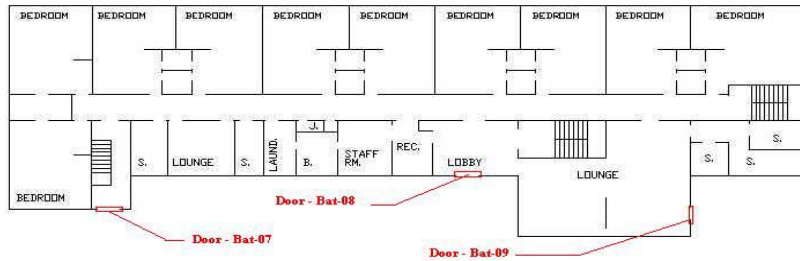 BEDROOM BEDROOM BEDROOM BEDROOM BEDROOM BEDROOM BEDROOM BEDROOM
J.
S. LOUNGE S. LAUND. B. STAFF RM. REC. LOBBY LOUNGE S. S. S.
BEDROOM
Door - Bat-08
Door - Bat-07
Door - Bat-09